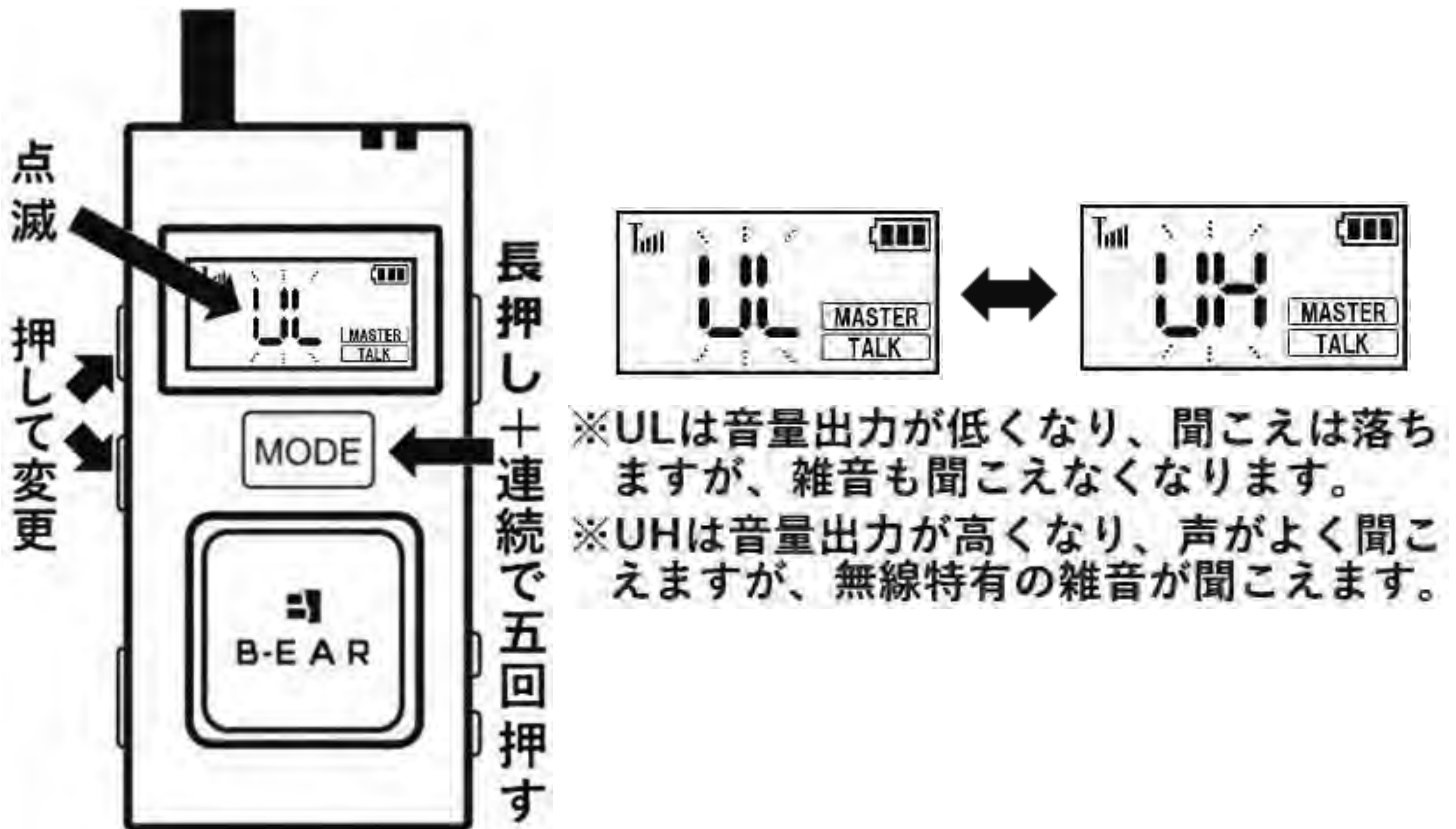 点滅
押して変更
UL
MASTER
TALK
MODE
B-EAR
長押し＋連続で五回押す
UL
MASTER
TALK
UH
MASTER
TALK
※ULは音量出力が低くなり、聞こえは落ち
ますが、雑音も聞こえなくなります。
※UHは音量出力が高くなり、声がよく聞こ
えますが、無線特有の雑音が聞こえます。